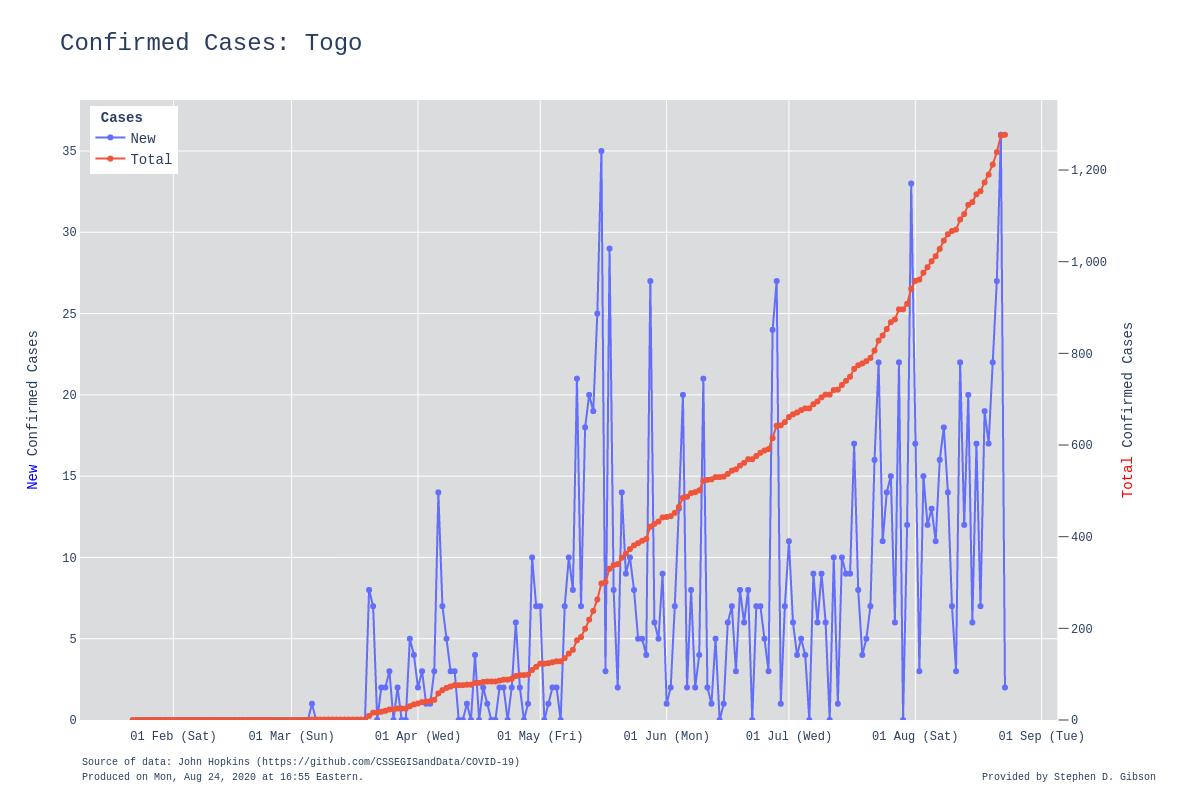 Confirmed Cases: Togo
Cases
New
Total
35
30
25
20
15
10
5
0
1,200
1,000
800
600
400
200
0
New Confirmed Cases
Total Confirmed Cases
01 Feb (Sat)
01 Mar (Sun)
01 Apr (Wed)
01 May (Fri)
01 Jun (Mon)
01 Jul (Wed)
01 Aug (Sat)
01 Sep (Tue)
Source of data: John Hopkins (https://github.com/CSSEGISandData/COVID-19)
Produced on Mon, Aug 24, 2020 at 16:55 Eastern.
Provided by Stephen D. Gibson